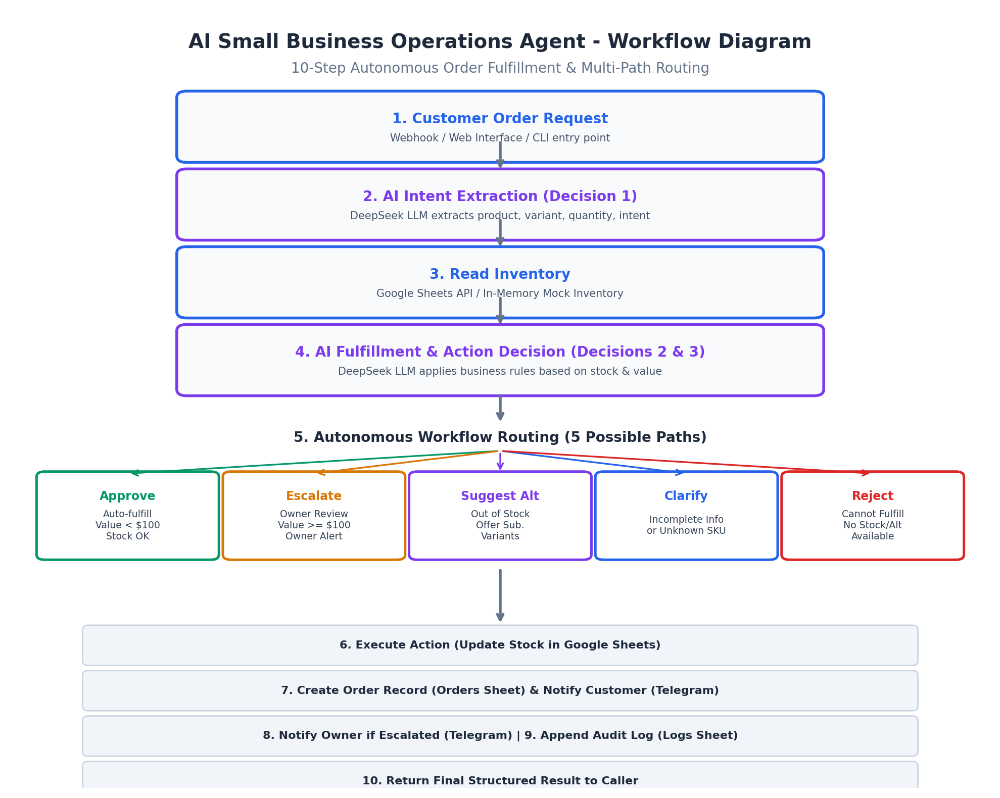 AI Small Business Operations Agent - Workflow Diagram
10-Step Autonomous Order Fulfillment & Multi-Path Routing
1. Customer Order Request
Webhook / Web Interface / CLI entry point
2. AI Intent Extraction (Decision 1)
DeepSeek LLM extracts product, variant, quantity, intent
3. Read Inventory
Google Sheets API / In-Memory Mock Inventory
4. AI Fulfillment & Action Decision (Decisions 2 & 3)
DeepSeek LLM applies business rules based on stock & value
5. Autonomous Workflow Routing (5 Possible Paths)
Approve
Auto-fulfill
Value < $100
Stock OK
Escalate
Owner Review
Value >= $100
Owner Alert
Suggest Alt
Out of Stock
Offer Sub.
Variants
Clarify
Incomplete Info
or Unknown SKU
Reject
Cannot Fulfill
No Stock/Alt
Available
6. Execute Action (Update Stock in Google Sheets)
7. Create Order Record (Orders Sheet) & Notify Customer (Telegram)
8. Notify Owner if Escalated (Telegram) | 9. Append Audit Log (Logs Sheet)
10. Return Final Structured Result to Caller